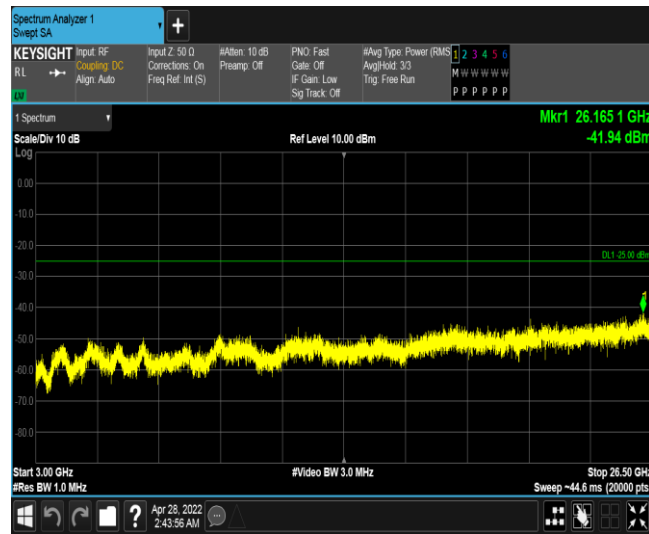 Spectrum Analyzer 1
Swept SA
+
KEYSIGHT Input: RF Input Z: 50 Ω #Atten: 10 dB PNO: Fast #Avg Type: Power (RMS 1 2 3 4 5 6
RL Coupling: DC Corrections: On Preamp: Off Gate: Off Avg|Hold: 3/3 M W W W W W
Align: Auto Freq Ref: Int (S) IF Gain: Low Trig: Free Run
Sig Track: Off P P P P P P
1 Spectrum Mkr1 26.165 1 GHz
Scale/Div 10 dB Ref Level 10.00 dBm -41.94 dBm
Log
0.00
-10.0
-20.0
DL1 -25.00 dBm
-30.0
-40.0
-50.0
-60.0
-70.0
-80.0
Start 3.00 GHz #Video BW 3.0 MHz Stop 26.50 GHz
#Res BW 1.0 MHz Sweep ~44.6 ms (20000 pts
? Apr 28, 2022
2:43:56 AM